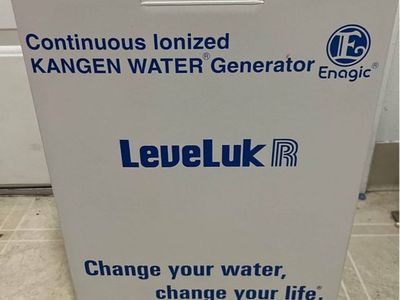 Continuous Ionized
KANGEN WATER® Generator
E
Enagic®
LeveLuk R
Change your water,
change your life.®